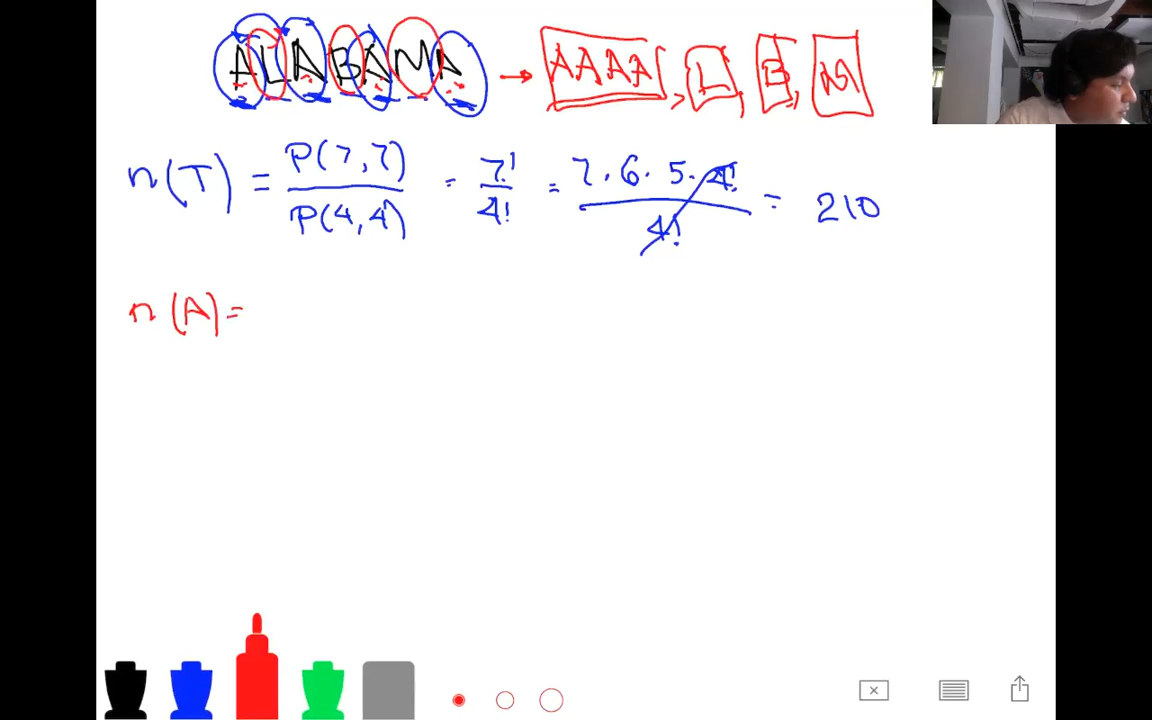 ALABAMA → AAAA, L, B, M
n(T) = P(7,7)/P(4,4) = 7!/4! = 7·6·5·4!/4! = 210
n(A) =